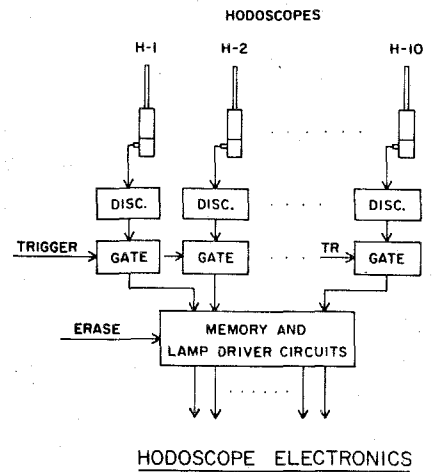 HODOSCOPES
H-1 H-2 H-10
DISC. DISC. DISC.
TRIGGER GATE GATE TR GATE
ERASE MEMORY AND
LAMP DRIVER CIRCUITS
HODOSCOPE ELECTRONICS